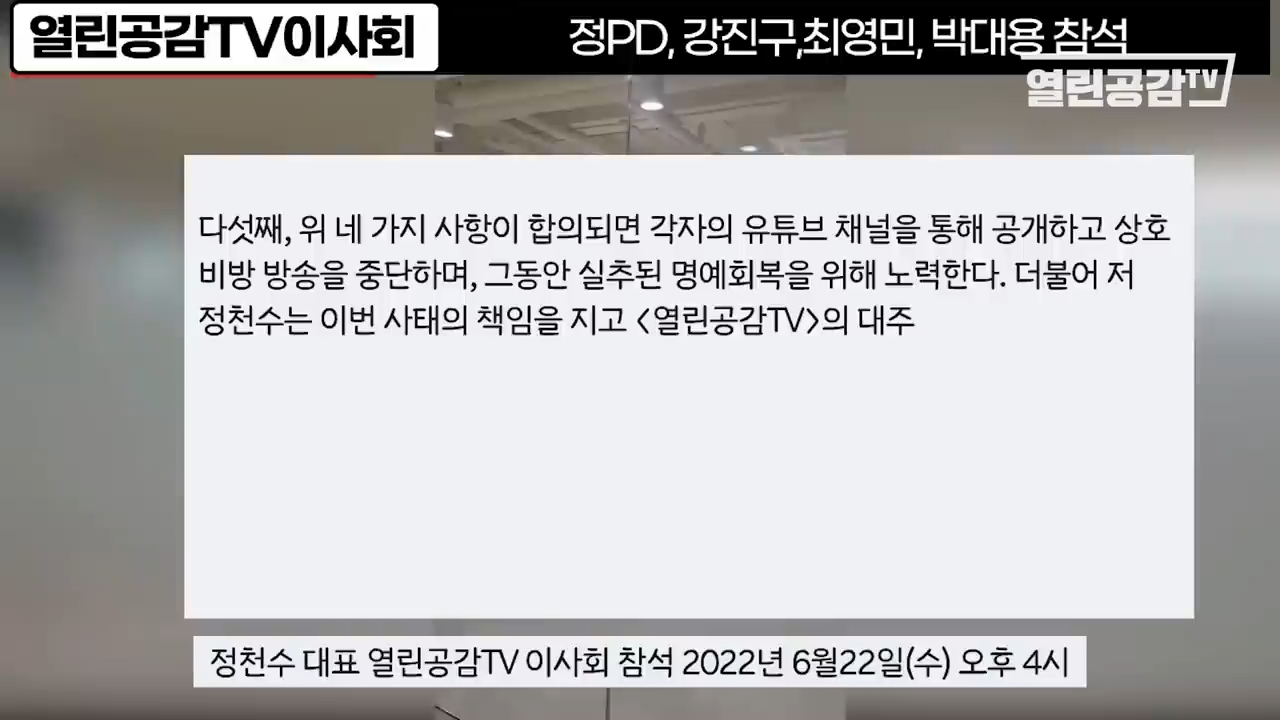 열린공감TV이사회
정PD, 강진구,최영민, 박대용 참석
열린공감TV
다섯째, 위 네 가지 사항이 합의되면 각자의 유튜브 채널을 통해 공개하고 상호
비방 방송을 중단하며, 그동안 실추된 명예회복을 위해 노력한다. 더불어 저
정천수는 이번 사태의 책임을 지고 〈열린공감TV〉의 대주
정천수 대표 열린공감TV 이사회 참석 2022년 6월22일(수) 오후 4시